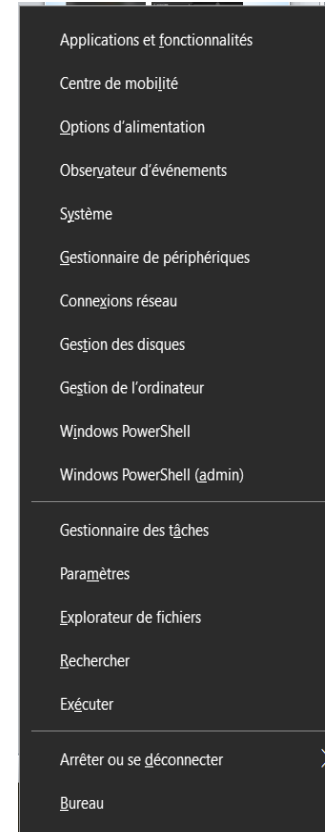 Applications et fonctionnalités
Centre de mobilité
Options d'alimentation
Observateur d'événements
Système
Gestionnaire de périphériques
Connexions réseau
Gestion des disques
Gestion de l'ordinateur
Windows PowerShell
Windows PowerShell (admin)
Gestionnaire des tâches
Paramètres
Explorateur de fichiers
Rechercher
Exécuter
Arrêter ou se déconnecter
Bureau